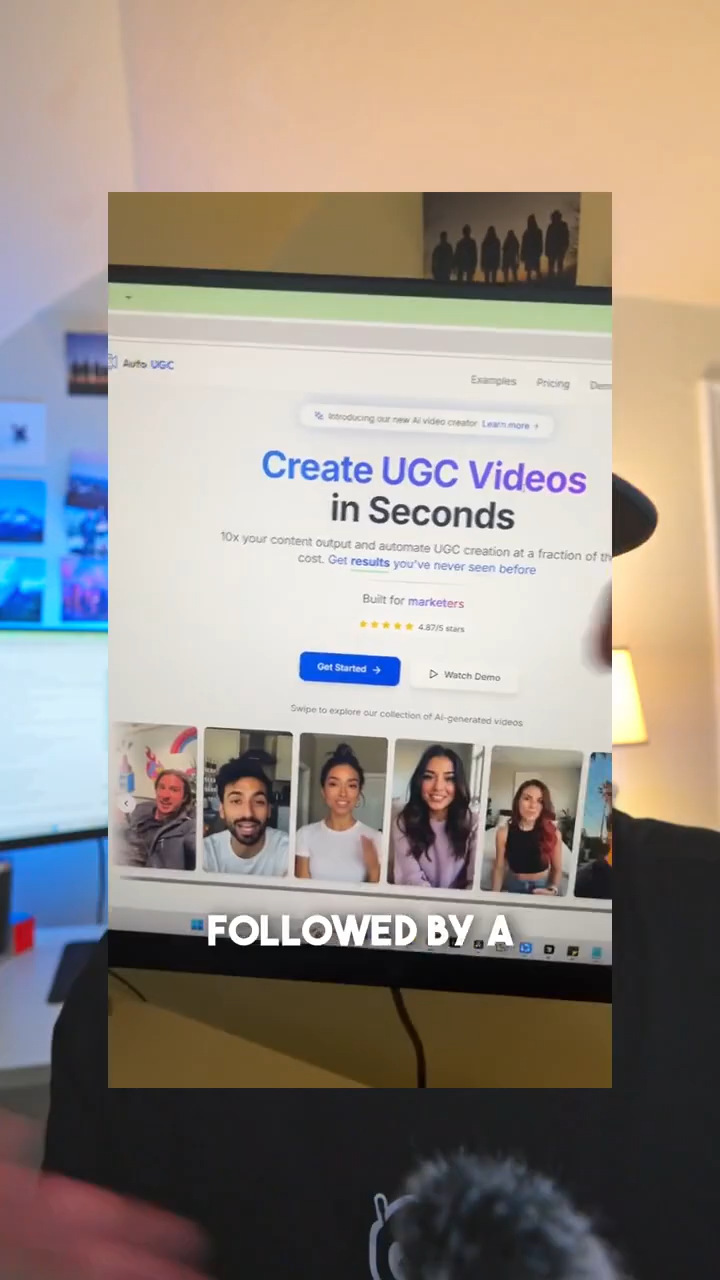 Auto UGC
Examples Pricing
Introducing our new AI video creator Learn more →
Create UGC Videos
in Seconds
10x your content output and automate UGC creation at a fraction of
cost. Get results you've never seen before
Built for marketers
4.87/5 stars
Get Started →
Watch Demo
Swipe to explore our collection of AI-generated videos
FOLLOWED BY A